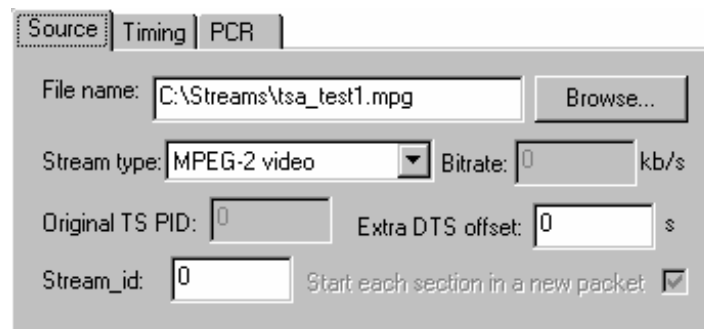 Source Timing PCR
File name: C:\Streams\tsa_test1.mpg Browse...
Stream type: MPEG-2 video Bitrate: 0 kb/s
Original TS PID: 0 Extra DTS offset: 0 s
Stream_id: 0 Start each section in a new packet